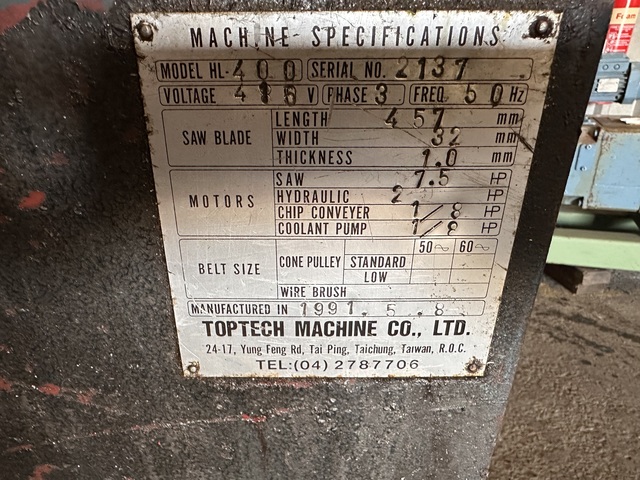 MACHINE SPECIFICATIONS
MODEL HL-400 SERIAL NO. 2137
VOLTAGE 416 V PHASE 3 FREQ. 50 Hz
SAW BLADE
LENGTH 457 mm
WIDTH 32 mm
THICKNESS 1.0 mm
MOTORS
SAW 7.5 HP
HYDRAULIC 2 HP
CHIP CONVEYER 1/8 HP
COOLANT PUMP 1/8 HP
50~ 60~
BELT SIZE
CONE PULLEY
STANDARD
LOW
WIRE BRUSH
MANUFACTURED IN 1991. 5. 8
TOPTECH MACHINE CO., LTD.
24-17, Yung Feng Rd, Tai Ping, Taichung, Taiwan, R.O.C.
TEL:(04) 2787706
Foam